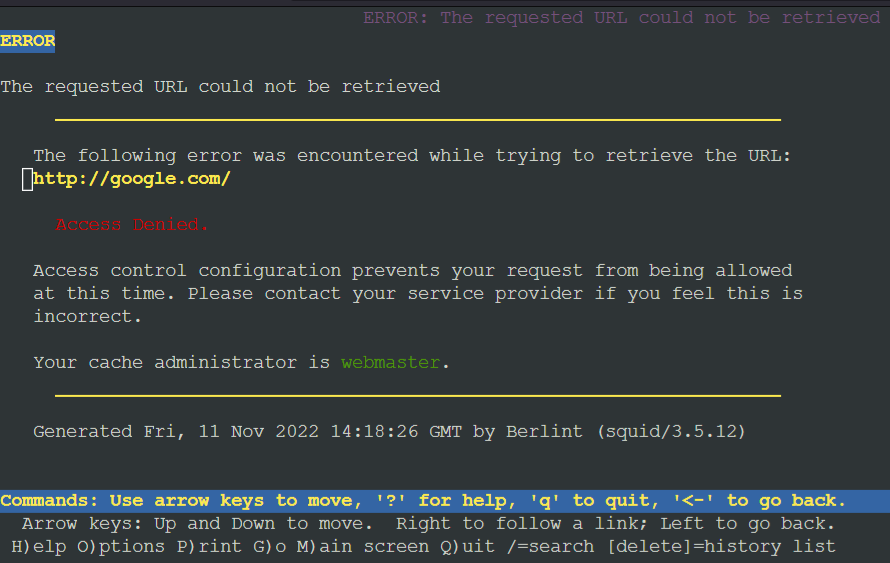 ERROR: The requested URL could not be retrieved
ERROR
The requested URL could not be retrieved
The following error was encountered while trying to retrieve the URL:
http://google.com/
Access Denied.
Access control configuration prevents your request from being allowed
at this time. Please contact your service provider if you feel this is
incorrect.
Your cache administrator is webmaster.
Generated Fri, 11 Nov 2022 14:18:26 GMT by Berlint (squid/3.5.12)
Commands: Use arrow keys to move, '?' for help, 'q' to quit, '<-' to go back.
Arrow keys: Up and Down to move.  Right to follow a link; Left to go back.
H)elp O)ptions P)rint G)o M)ain screen Q)uit /=search [delete]=history list